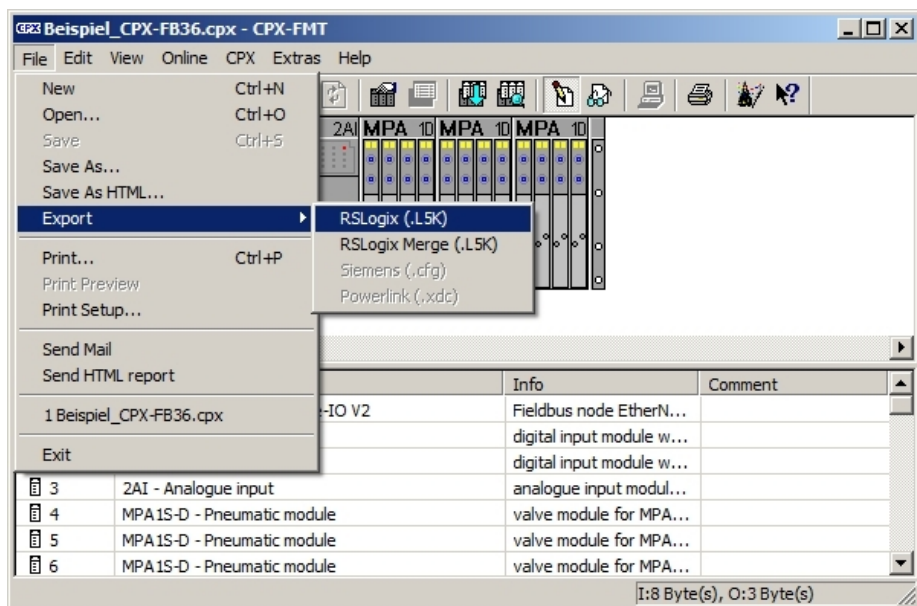 Beispiel_CPX-FB36.cpx - CPX-FMT
File Edit View Online CPX Extras Help
New Ctrl+N
Open... Ctrl+O
Save Ctrl+S
Save As...
Save As HTML...
Export
Print... Ctrl+P
Print Preview
Print Setup...
Send Mail
Send HTML report
1 Beispiel_CPX-FB36.cpx
Exit
RSLogix (.L5K)
RSLogix Merge (.L5K)
Siemens (.cfg)
Powerlink (.xdc)
2AI MPA 1D MPA 1D MPA 1D
Info Comment
-IO V2 Fieldbus node EtherN...
digital input module w...
digital input module w...
3 2AI - Analogue input analogue input modul...
4 MPA1S-D - Pneumatic module valve module for MPA...
5 MPA1S-D - Pneumatic module valve module for MPA...
6 MPA1S-D - Pneumatic module valve module for MPA...
I:8 Byte(s), O:3 Byte(s)